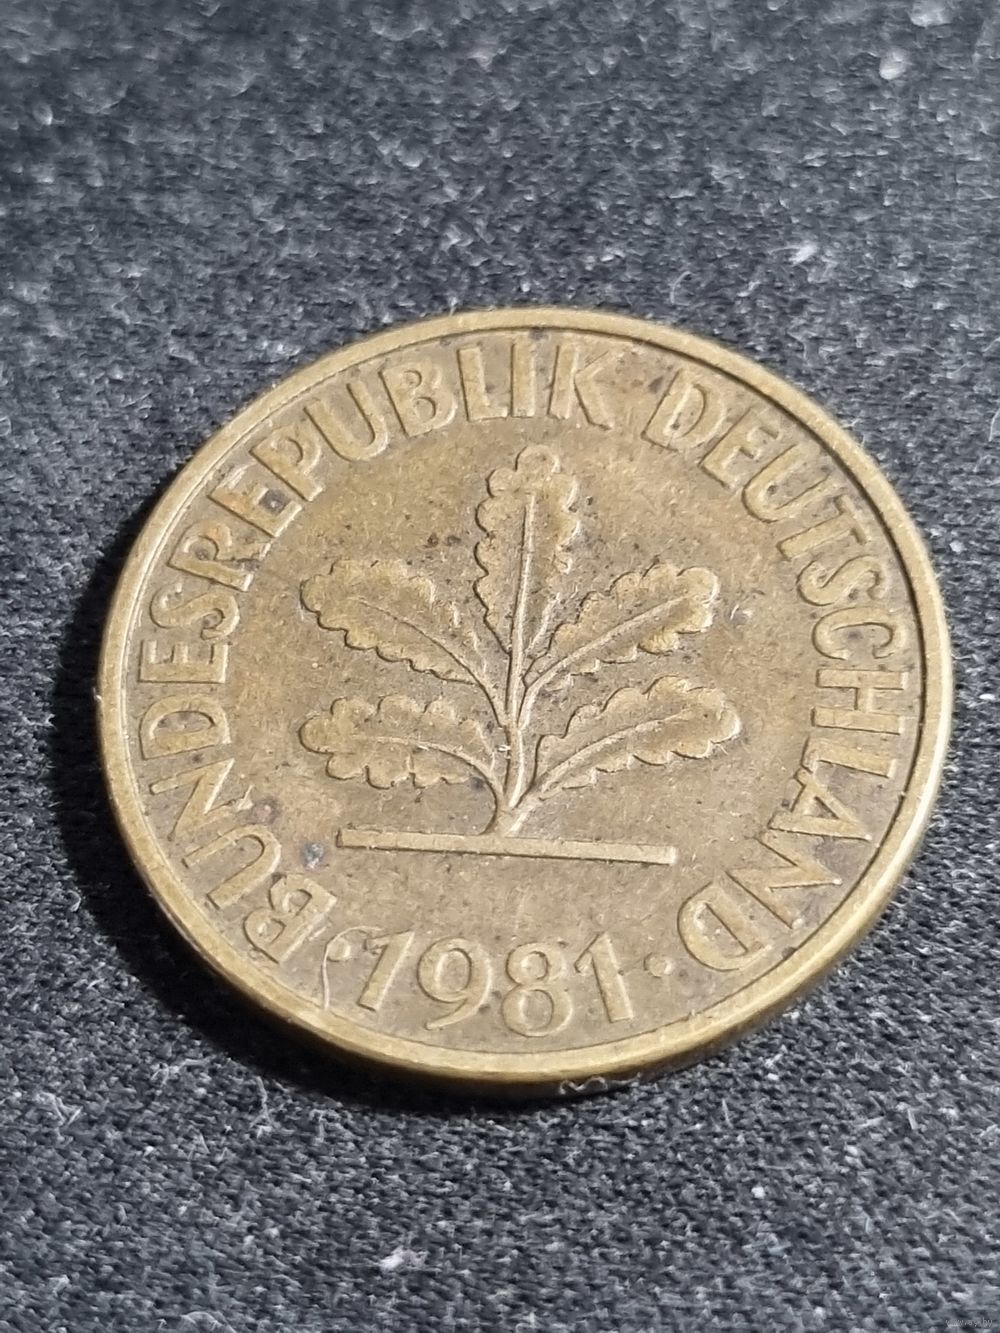 BUNDESREPUBLIK DEUTSCHLAND
·1981·